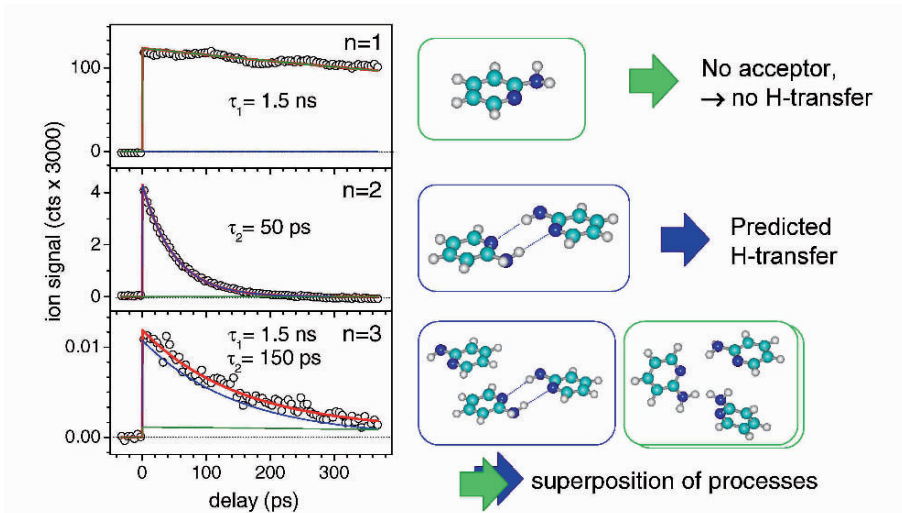 ion signal (cts x 3000)
100
0
n=1
τ₁ = 1.5 ns
4
2
0
n=2
τ₂ = 50 ps
0.01
0.00
n=3
τ₁ = 1.5 ns
τ₂ = 150 ps
0 100 200 300
delay (ps)
No acceptor,
→ no H-transfer
Predicted
H-transfer
superposition of processes